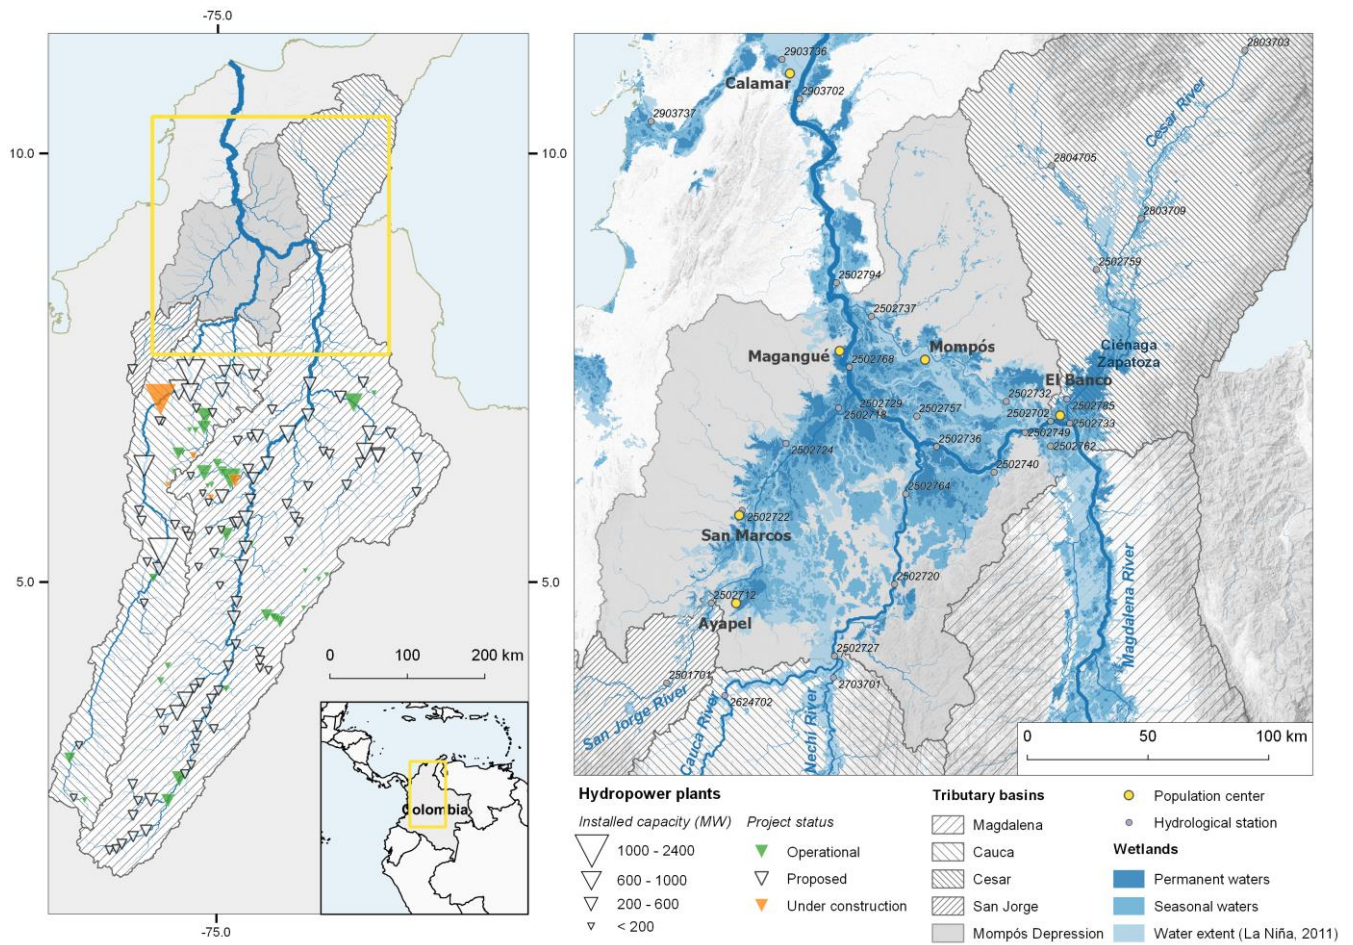 -75.0
10.0
10.0
5.0
5.0
0 100 200 km
Colombia
-75.0
2903736
2803703
Calamar
2903702
2903737
Cesar River
2804705
2803709
2502759
2502794
2502737
Ciénaga
Zapatoza
Magangué
Mompós
2502768
El Banco
2502732
2502785
2502729
2502718
2502757
2502702
2502733
2502749
2502724
2502736
2502762
2502740
2502764
2502722
San Marcos
2502720
2502712
Ayapel
Magdalena River
2502727
2501701
2703701
2624702
San Jorge River
Cauca River
Nechí River
0 50 100 km
Hydropower plants
Installed capacity (MW)
1000 - 2400
600 - 1000
200 - 600
< 200
Project status
Operational
Proposed
Under construction
Tributary basins
Magdalena
Cauca
Cesar
San Jorge
Mompós Depression
Population center
Hydrological station
Wetlands
Permanent waters
Seasonal waters
Water extent (La Niña, 2011)